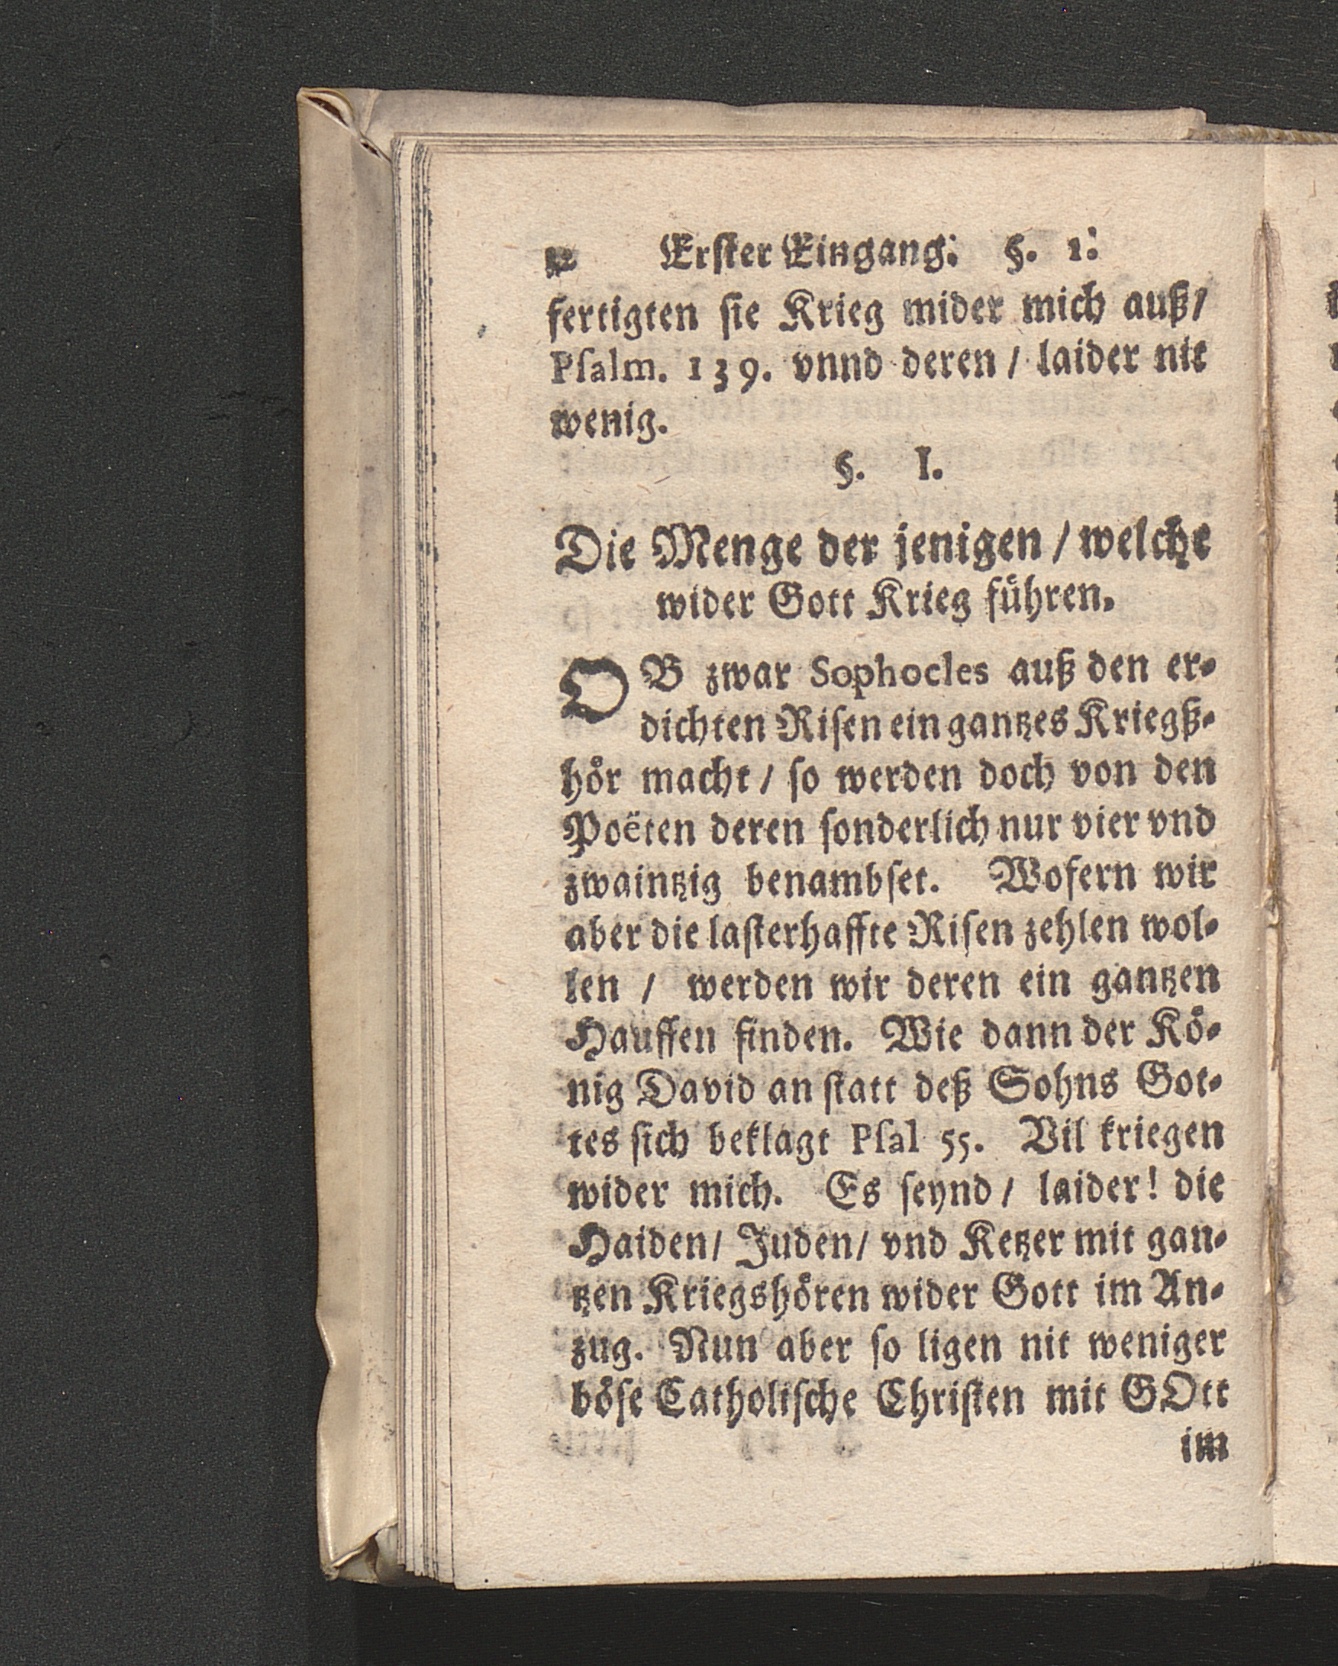 Erſter Eingang. §. 1.
fertigten ſie Krieg mider mich auß/
Pſalm. 139. vnnd deren / laider nit
wenig.
§. I.
Die Menge der jenigen / welche
wider Gott Krieg führen.
OB zwar Sophocles auß den er-
dichten Riſen ein gantzes Kriegß-
hör macht / ſo werden doch von den
Poëten deren ſonderlich nur vier vnd
zwaintzig benambſet. Wofern wir
aber die laſterhaffte Riſen zehlen wol-
len / werden wir deren ein gantzen
Hauffen finden. Wie dann der Kö-
nig David an ſtatt deß Sohns Got-
tes ſich beklagt Pſal 55. Vil kriegen
wider mich. Es ſeynd / laider! die
Haiden/ Juden/ vnd Ketzer mit gan-
tzen Kriegshören wider Gott im An-
zug. Nun aber ſo ligen nit weniger
böſe Catholiſche Chriſten mit GOtt
im